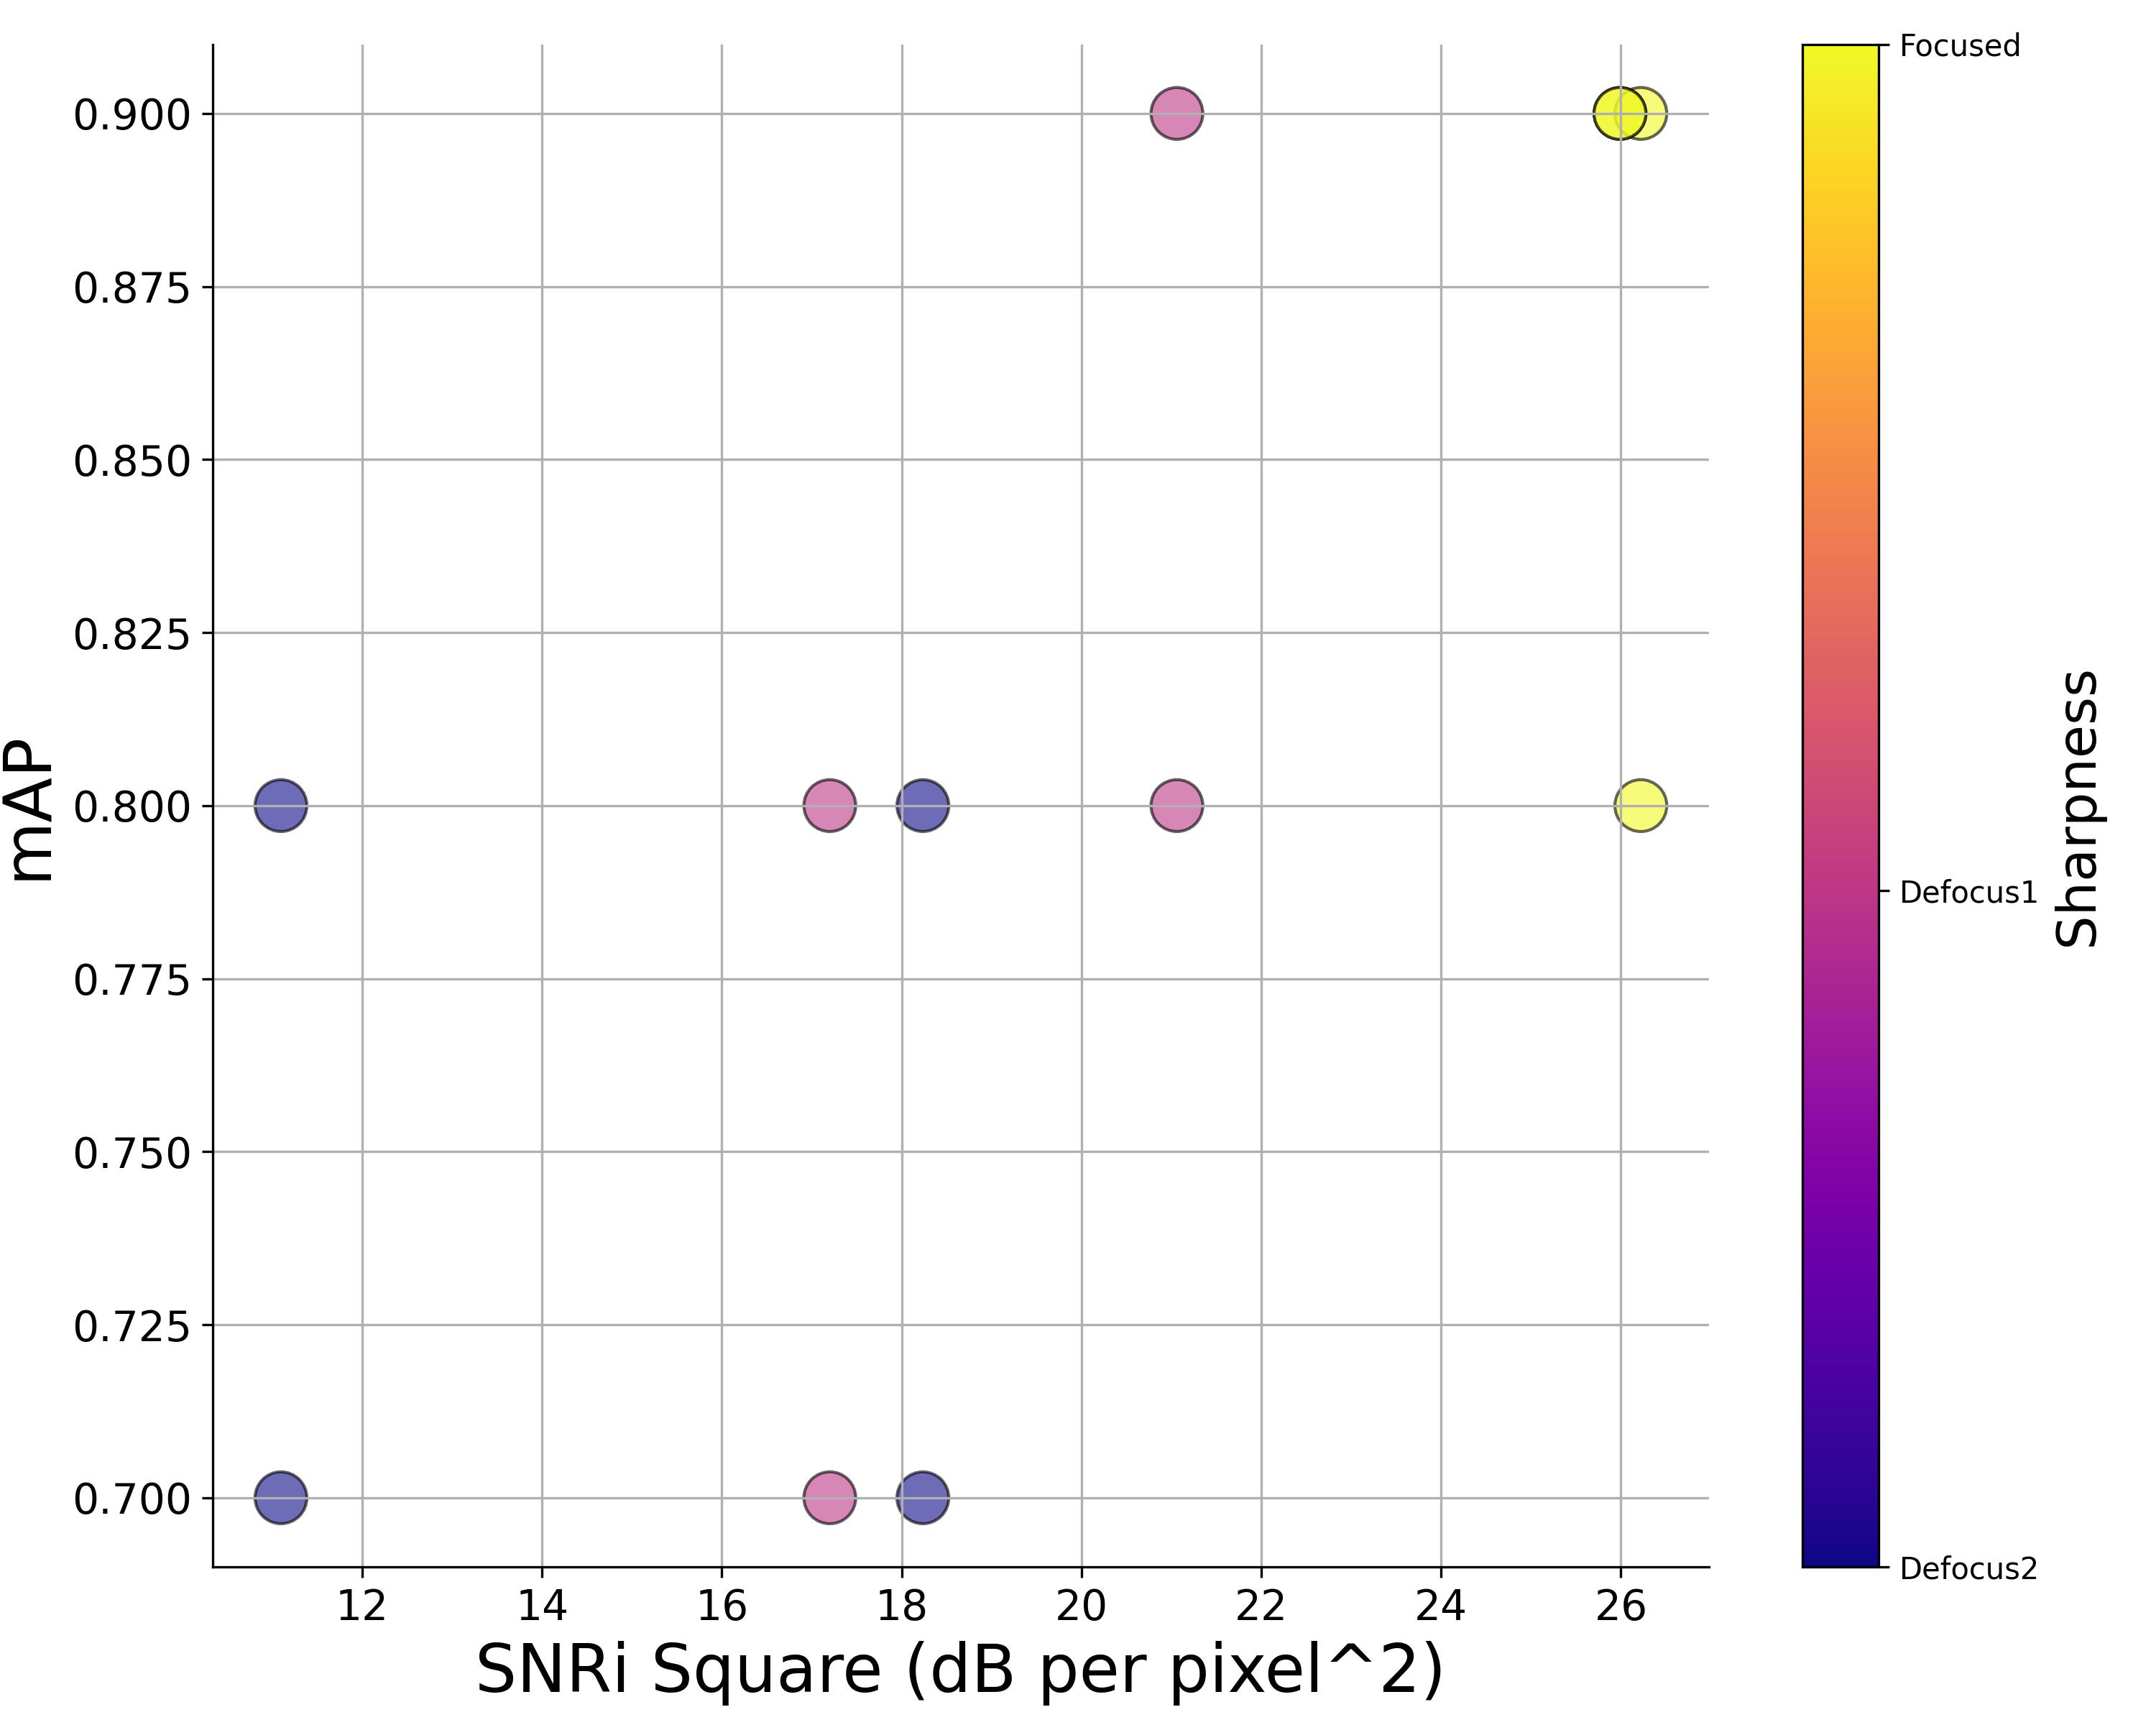 mAP
0.900
0.875
0.850
0.825
0.800
0.775
0.750
0.725
0.700
12 14 16 18 20 22 24 26
SNRi Square (dB per pixel^2)
Focused
Defocus1
Defocus2
Sharpness